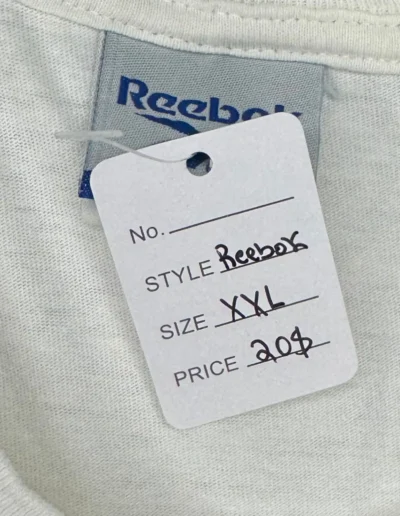 Reebok
No.
STYLE Reebok
SIZE XXL
PRICE 20$